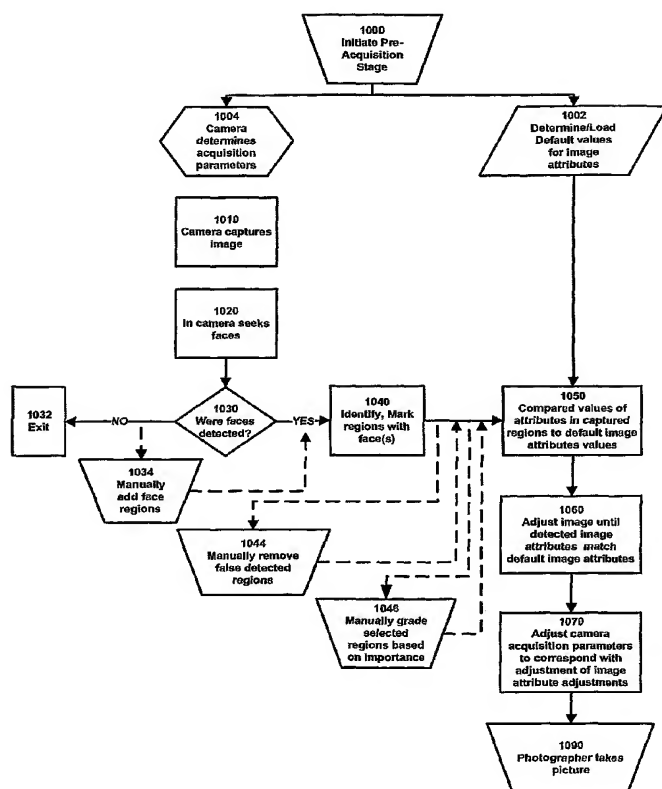 1000
Initiate Pre-
Acquisition
Stage
1004
Camera
determines
acquisition
parameters
1002
Determine/Load
Default values
for image
attributes
1010
Camera captures
image
1020
In camera seeks
faces
1032
Exit
NO
1030
Were faces
detected?
YES
1040
Identify, Mark
regions with
face(s)
1050
Compared values of
attributes in captured
regions to default image
attributes values
1034
Manually
add face
regions
1044
Manually remove
false detected
regions
1046
Manually grade
selected
regions based
on importance
1060
Adjust image until
detected image
attributes match
default image attributes
1070
Adjust camera
acquisition parameters
to correspond with
adjustment of image
attribute adjustments
1090
Photographer takes
picture